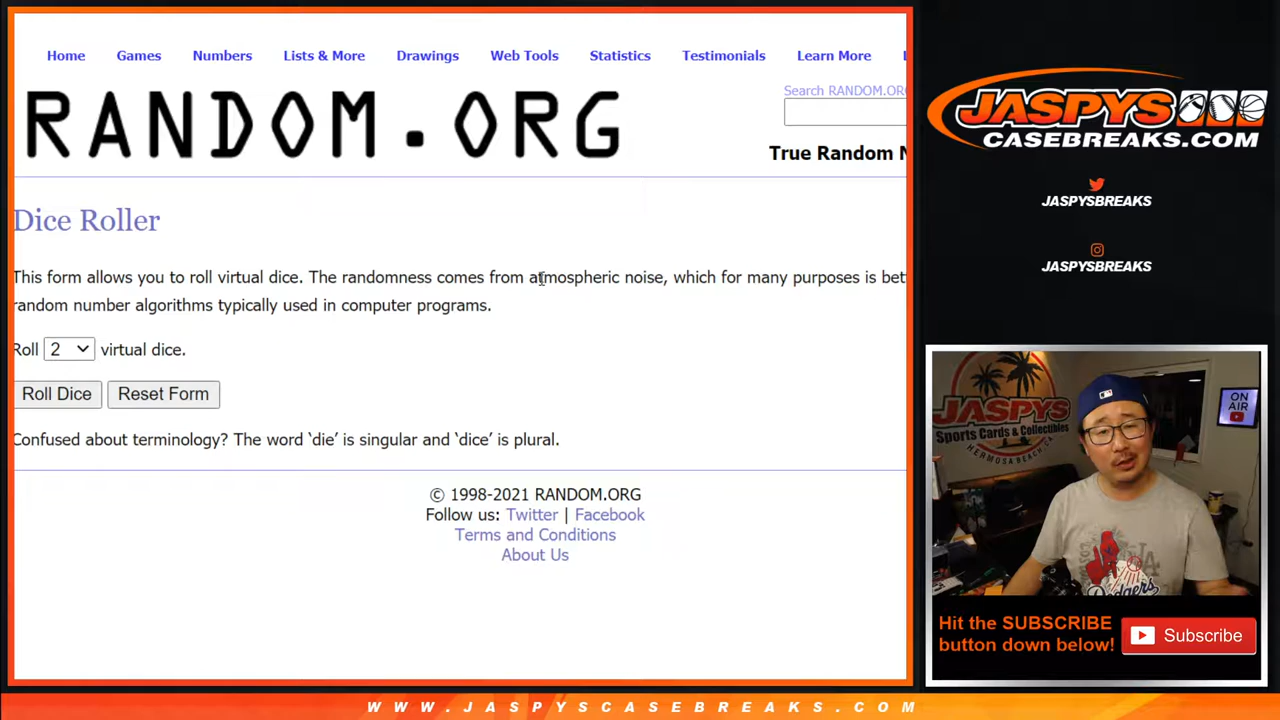 Home Games Numbers Lists & More Drawings Web Tools Statistics Testimonials Learn More
RANDOM.ORG
Search RANDOM.ORG
True Random N
Dice Roller
This form allows you to roll virtual dice. The randomness comes from atmospheric noise, which for many purposes is bet
random number algorithms typically used in computer programs.
Roll 2 virtual dice.
Roll Dice Reset Form
Confused about terminology? The word ‘die’ is singular and ‘dice’ is plural.
© 1998-2021 RANDOM.ORG
Follow us: Twitter | Facebook
Terms and Conditions
About Us
JASPYS
CASEBREAKS.COM
JASPYSBREAKS
JASPYSBREAKS
JASPYS
Sports Cards & Collectibles
HERMOSA BEACH CA
ON
AIR
Dodgers
Hit the SUBSCRIBE
button down below!
Subscribe
WWW.JASPYSCASEBREAKS.COM